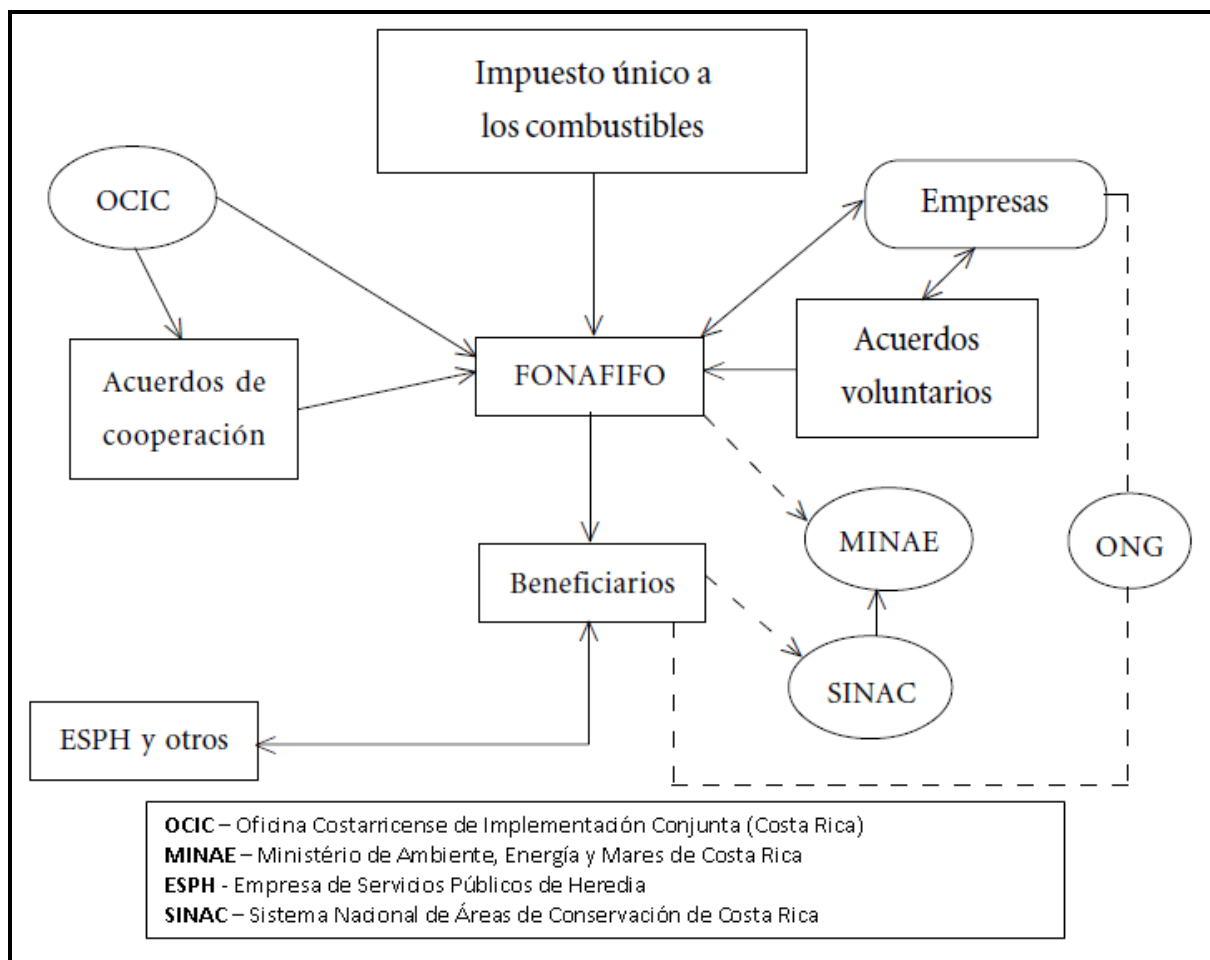 Impuesto único a
los combustibles
OCIC
Empresas
Acuerdos de
cooperación
FONAFIFO
Acuerdos
voluntarios
Beneficiarios
MINAE
ONG
SINAC
ESPH y otros
OCIC – Oficina Costarricense de Implementación Conjunta (Costa Rica)
MINAE – Ministério de Ambiente, Energía y Mares de Costa Rica
ESPH - Empresa de Servicios Públicos de Heredia
SINAC – Sistema Nacional de Áreas de Conservación de Costa Rica